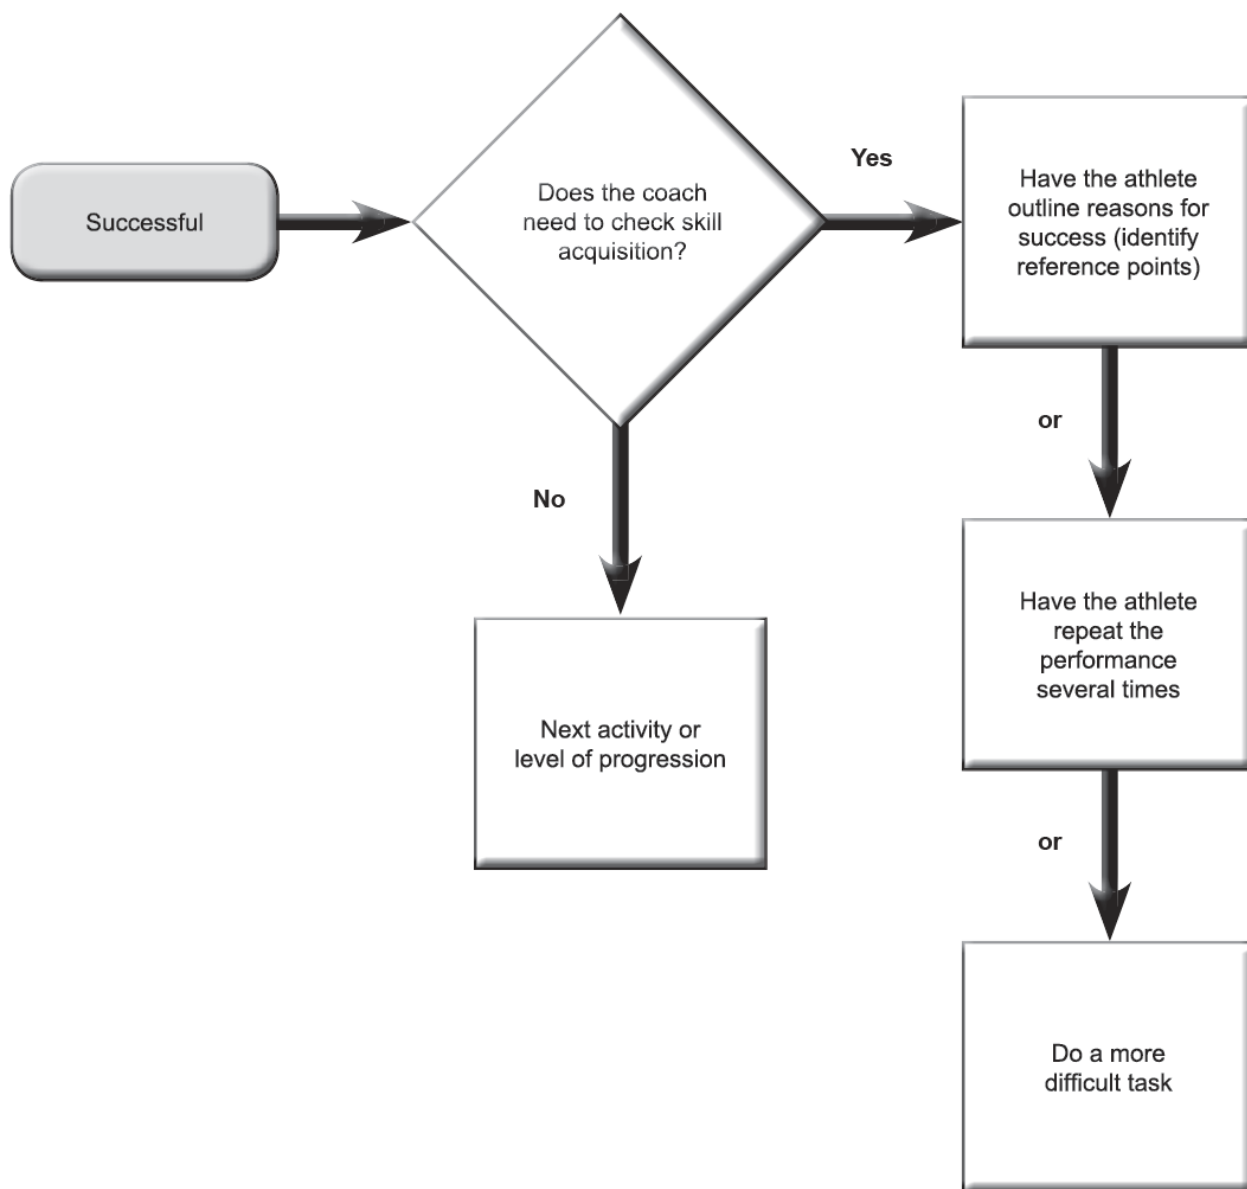 Successful
Does the coach
need to check skill
acquisition?
Yes
Have the athlete
outline reasons for
success (identify
reference points)
or
No
Have the athlete
repeat the
performance
several times
Next activity or
level of progression
or
Do a more
difficult task